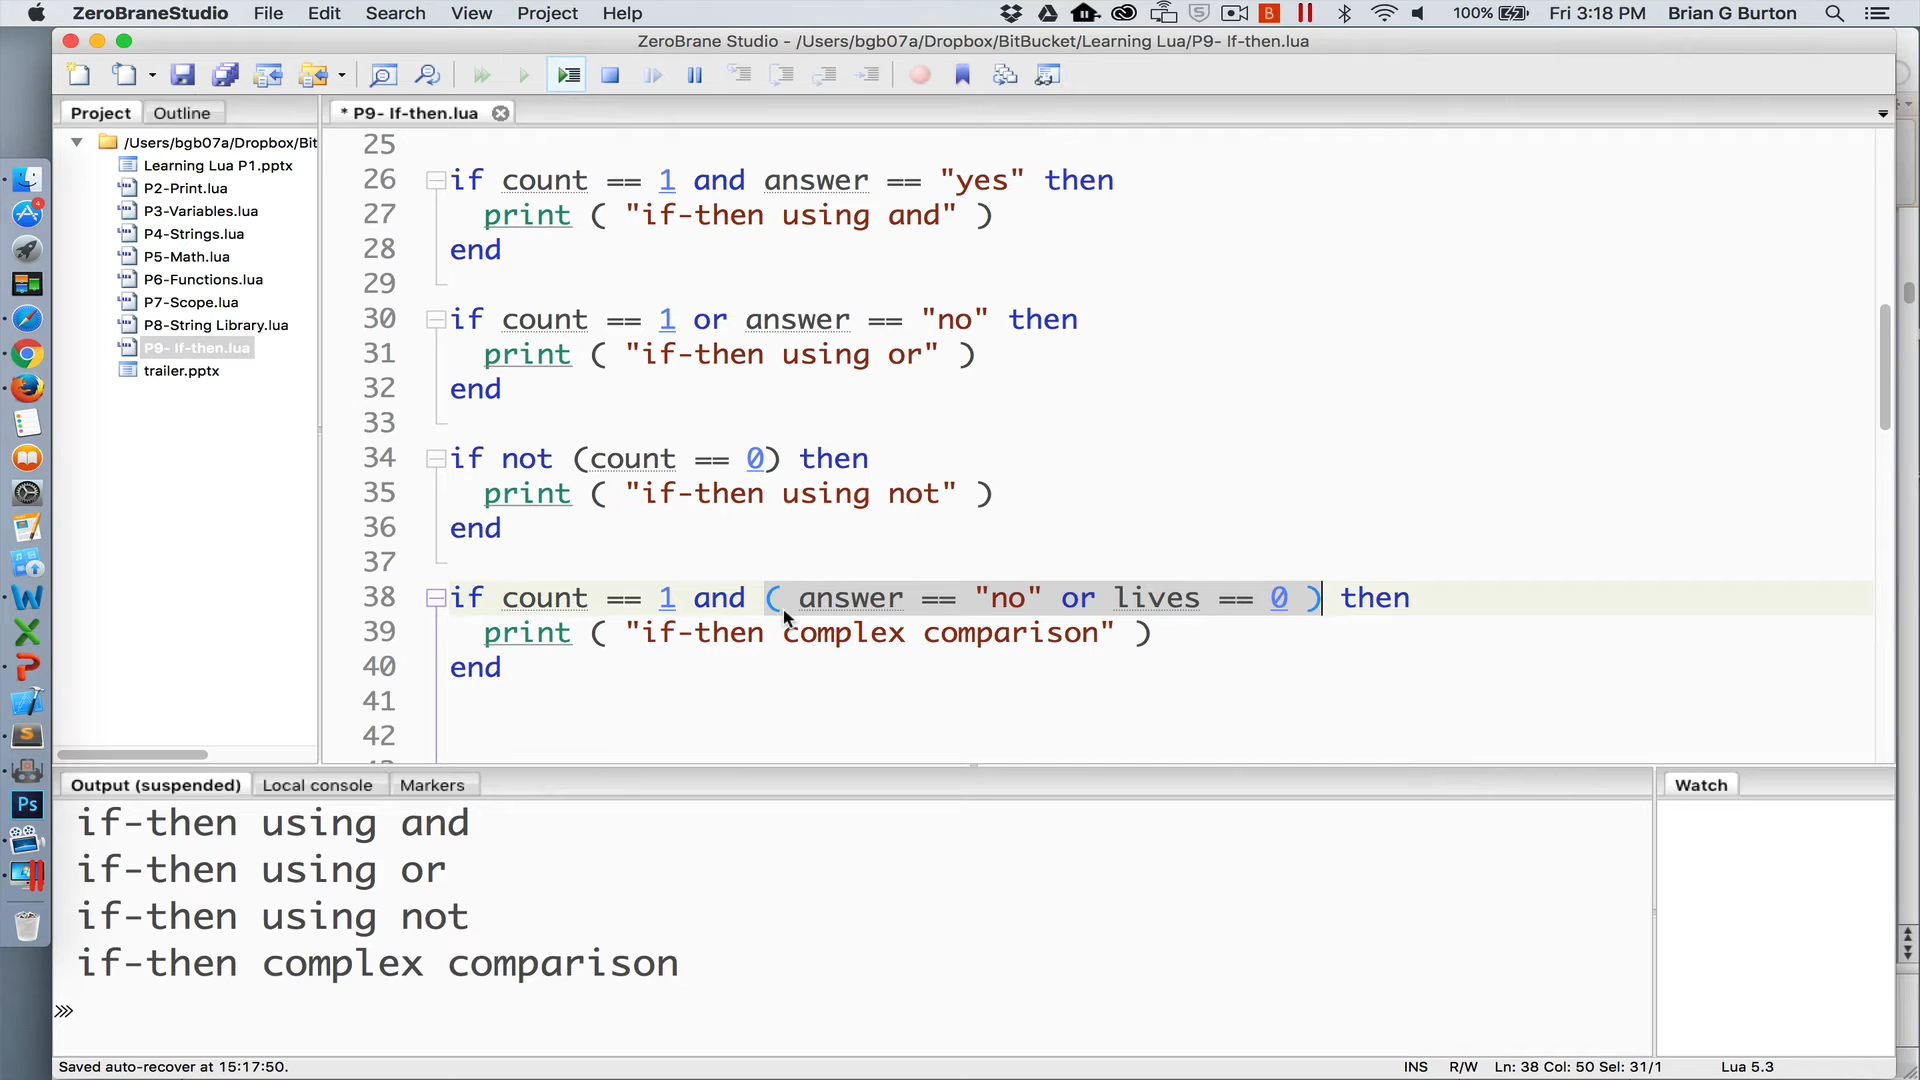 ZeroBraneStudio File Edit Search View Project Help
100% Fri 3:18 PM Brian G Burton
ZeroBrane Studio - /Users/bgb07a/Dropbox/BitBucket/Learning Lua/P9- If-then.lua
Project Outline
* P9- If-then.lua
/Users/bgb07a/Dropbox/Bit
Learning Lua P1.pptx
P2-Print.lua
P3-Variables.lua
P4-Strings.lua
P5-Math.lua
P6-Functions.lua
P7-Scope.lua
P8-String Library.lua
P9- If-then.lua
trailer.pptx
25
26 if count == 1 and answer == "yes" then
27 print ( "if-then using and" )
28 end
29
30 if count == 1 or answer == "no" then
31 print ( "if-then using or" )
32 end
33
34 if not (count == 0) then
35 print ( "if-then using not" )
36 end
37
38 if count == 1 and ( answer == "no" or lives == 0 ) then
39 print ( "if-then complex comparison" )
40 end
41
42
Output (suspended) Local console Markers
Watch
if-then using and
if-then using or
if-then using not
if-then complex comparison
Saved auto-recover at 15:17:50.
INS R/W Ln: 38 Col: 50 Sel: 31/1 Lua 5.3